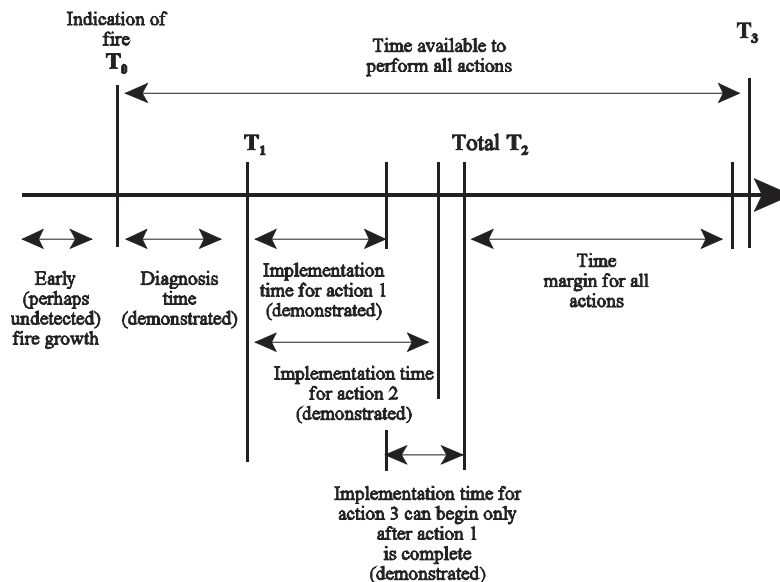 Indication of
fire
T₀
Time available to
perform all actions
T₃
T₁
Total T₂
Early
(perhaps
undetected)
fire growth
Diagnosis
time
(demonstrated)
Implementation
time for action 1
(demonstrated)
Time
margin for all
actions
Implementation time
for action 2
(demonstrated)
Implementation time for
action 3 can begin only
after action 1
is complete
(demonstrated)